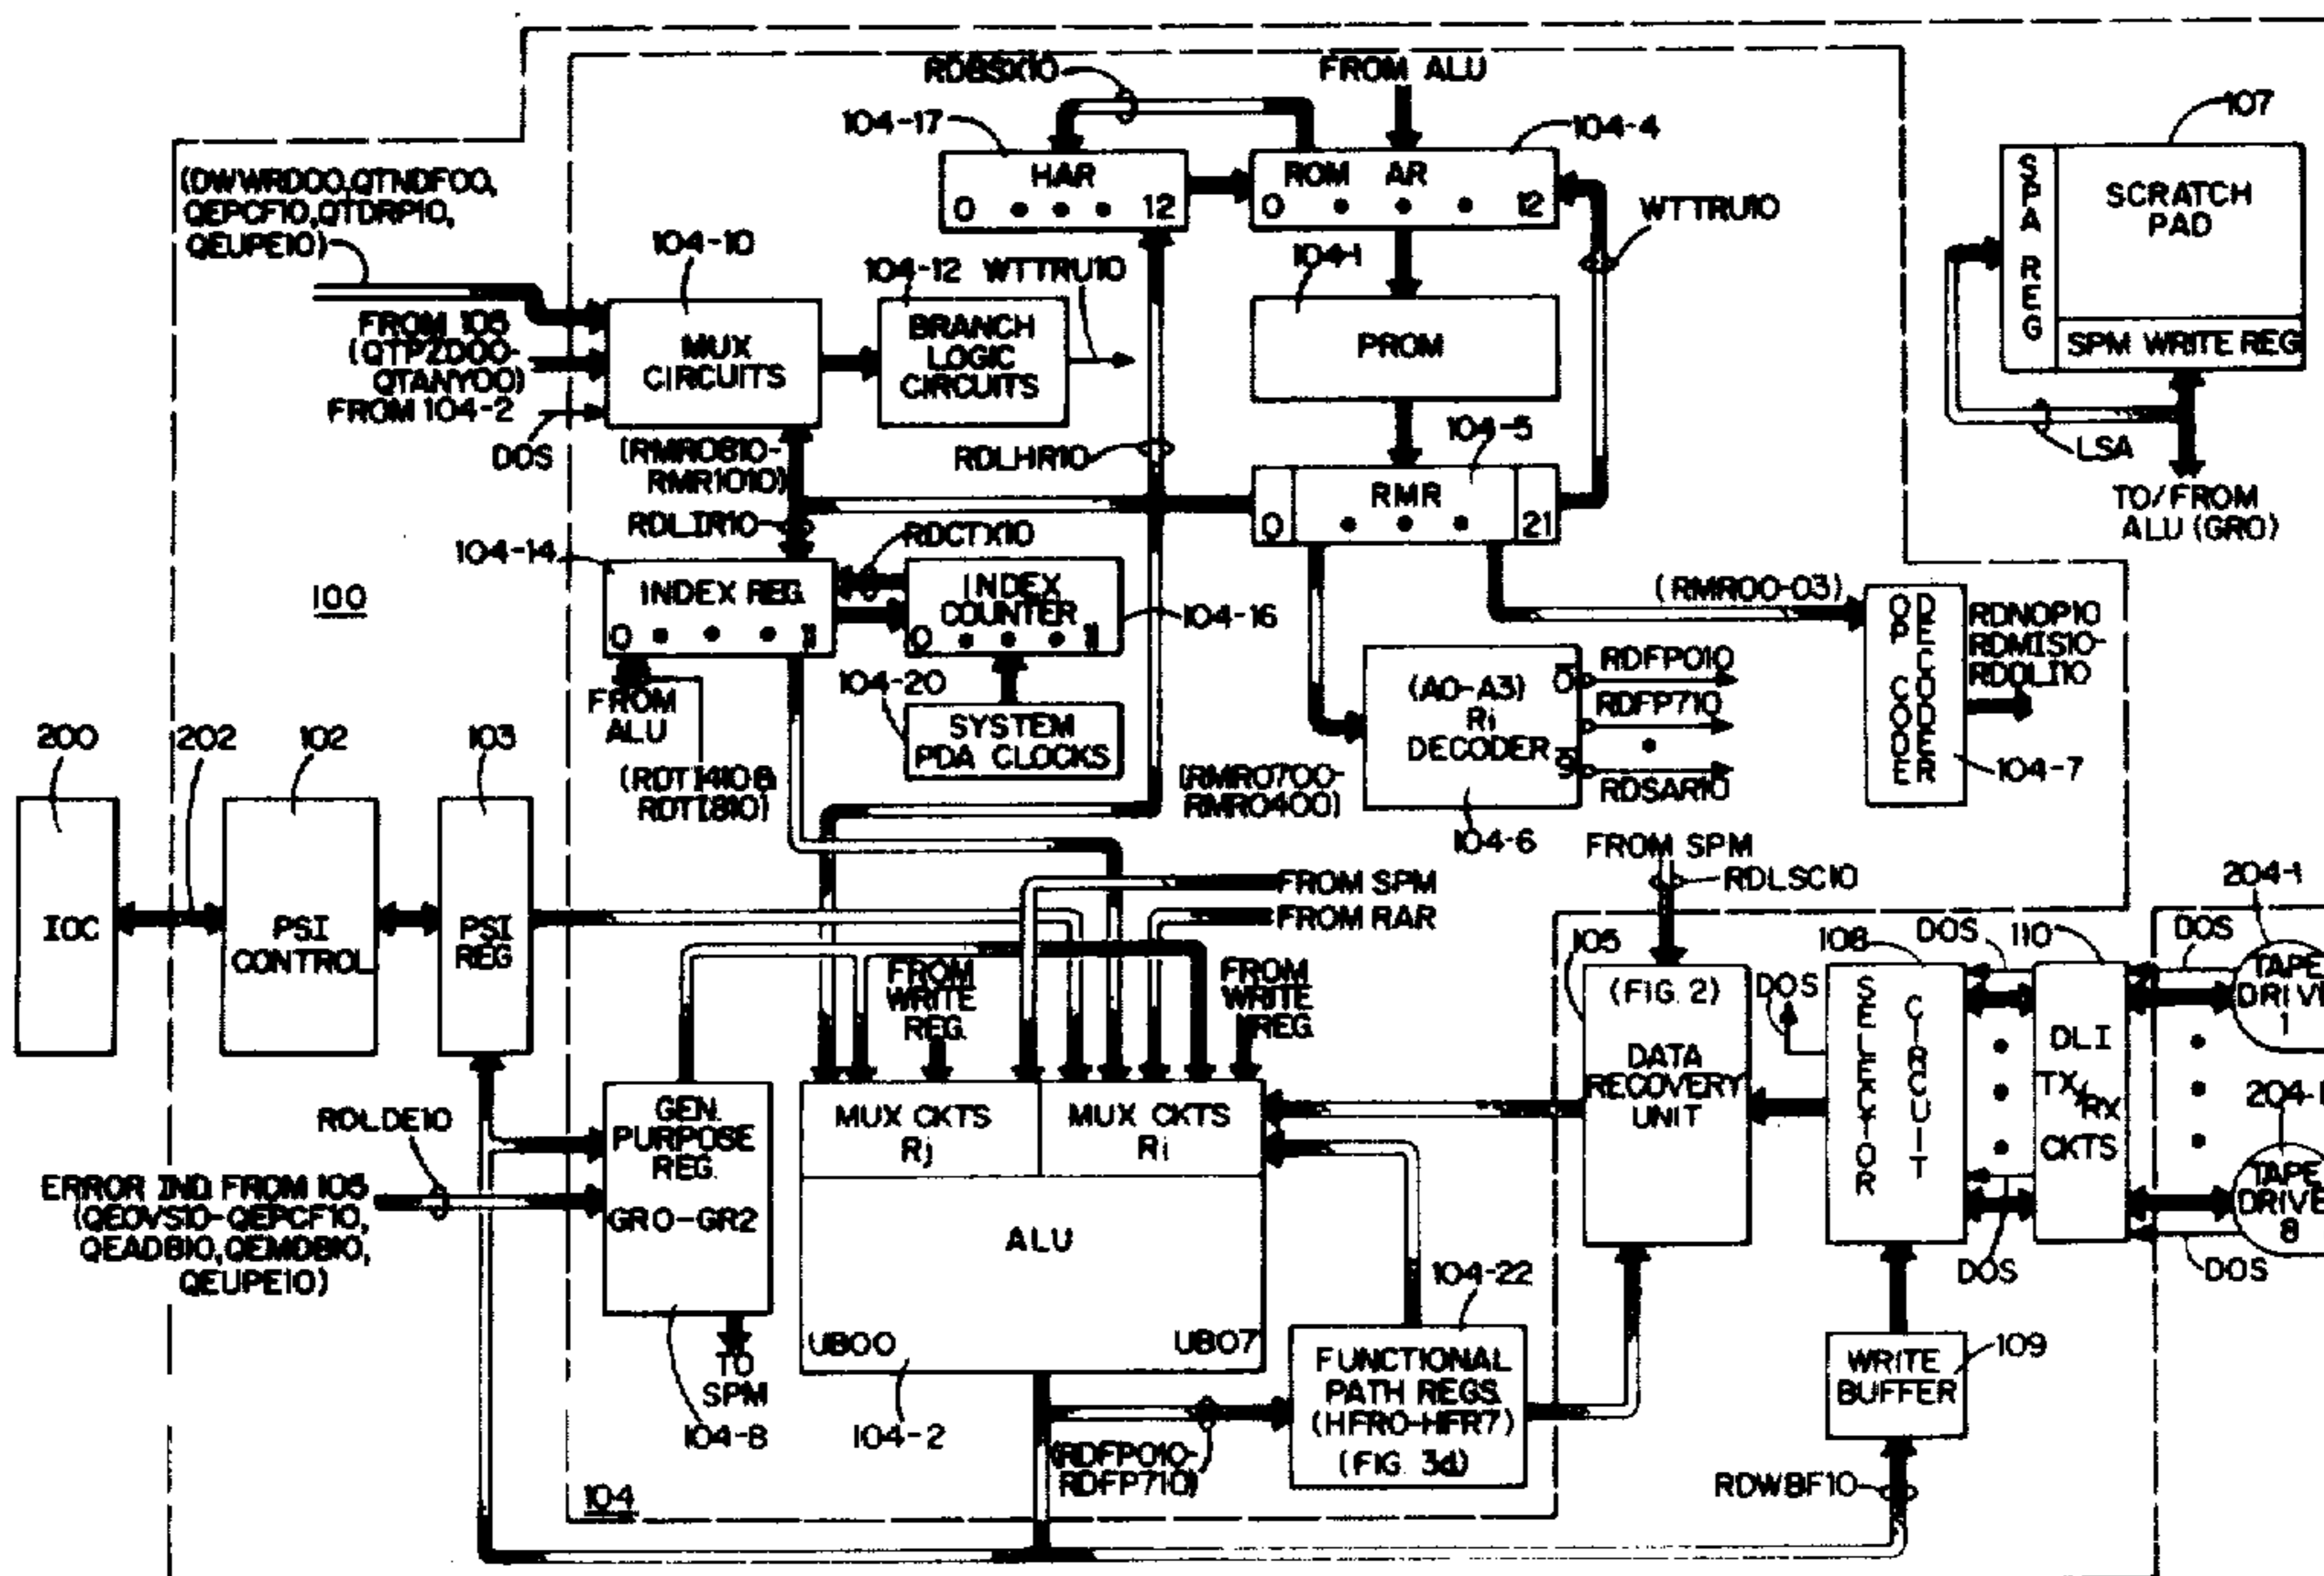 RDBSX10
FROM ALU
107
104-17
104-4
HAR
0 • • • 12
ROM AR
0 • • • 12
SPA REG
SCRATCH
PAD
SPM WRITE REG
(DWWRD00,QTNDF00,
QEPCF10,QTDRP10,
QEUPE10)
WTTRU10
104-10
104-12 WTTRU10
104-1
FROM 105
(QTPZD00-
QTANY00)
FROM 104-2
DOS
MUX
CIRCUITS
BRANCH
LOGIC
CIRCUITS
PROM
(RMR0810-
RMR1010)
RDLHR10
104-5
LSA
RMR
0 • • • 21
TO/FROM
ALU (GR0)
RDLIR10
104-14
RDCTX10
INDEX REG.
0 • • • 11
INDEX
COUNTER
0 • • • 11
104-16
100
(RMR00-03)
OP CODE
DECODER
RDNOP10
RDMIS10-
RDDLI10
104-7
FROM
ALU
104-20
SYSTEM
PDA CLOCKS
(A0-A3)
Ri
DECODER
0
9
RDFP010
RDFP710
•
RDSAR10
200
202
102
103
(RDTI4108
RDTI810)
(RMR0700-
RMR0400)
104-6
FROM SPM
RDLSC10
IOC
PSI
CONTROL
PSI
REG
FROM SPM
FROM RAR
204-1
105
108
DOS
110
DOS
FROM
WRITE
REG.
FROM
WRITE
REG.
(FIG. 2)
DATA
RECOVERY
UNIT
DOS
SELECTOR
CIRCUIT
DLI
TX/RX
CKTS
TAPE
DRIVE
1
RDLDE10
GEN.
PURPOSE
REG.
GR0-GR2
MUX CKTS
Rj
MUX CKTS
Ri
ERROR IND. FROM 105
(QEOVS10-QEPCF10,
QEADB10,QEMDB10,
QEUPE10)
ALU
UB00
UB07
TAPE
DRIVE
8
DOS
DOS
104-22
TO
SPM
104-8
104-2
FUNCTIONAL
PATH REGS.
(HFR0-HFR7)
(FIG. 3d)
WRITE
BUFFER
109
(RDFP010-
RDFP710)
RDWBF10
104